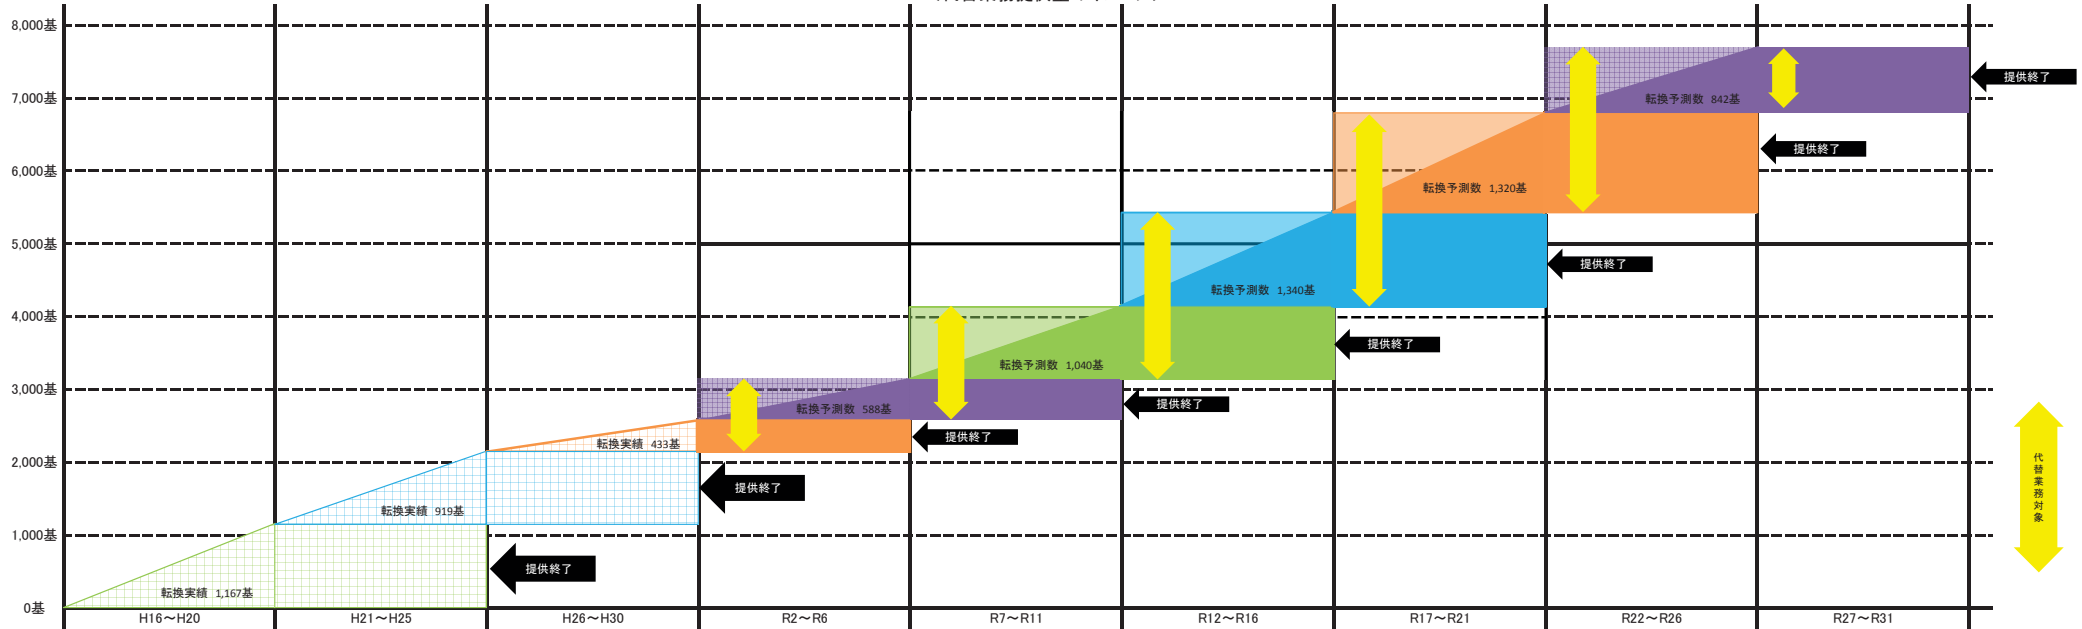 8,000基
7,000基
提供終了
転換予測数 842基
提供終了
6,000基
転換予測数 1,320基
5,000基
提供終了
転換予測数 1,340基
4,000基
提供終了
転換予測数 1,040基
3,000基
提供終了
転換予測数 588基
提供終了
転換実績 433基
2,000基
提供終了
転換実績 919基
代替業務対象
1,000基
提供終了
転換実績 1,167基
0基
H16～H20
H21～H25
H26～H30
R2～R6
R7～R11
R12～R16
R17～R21
R22～R26
R27～R31